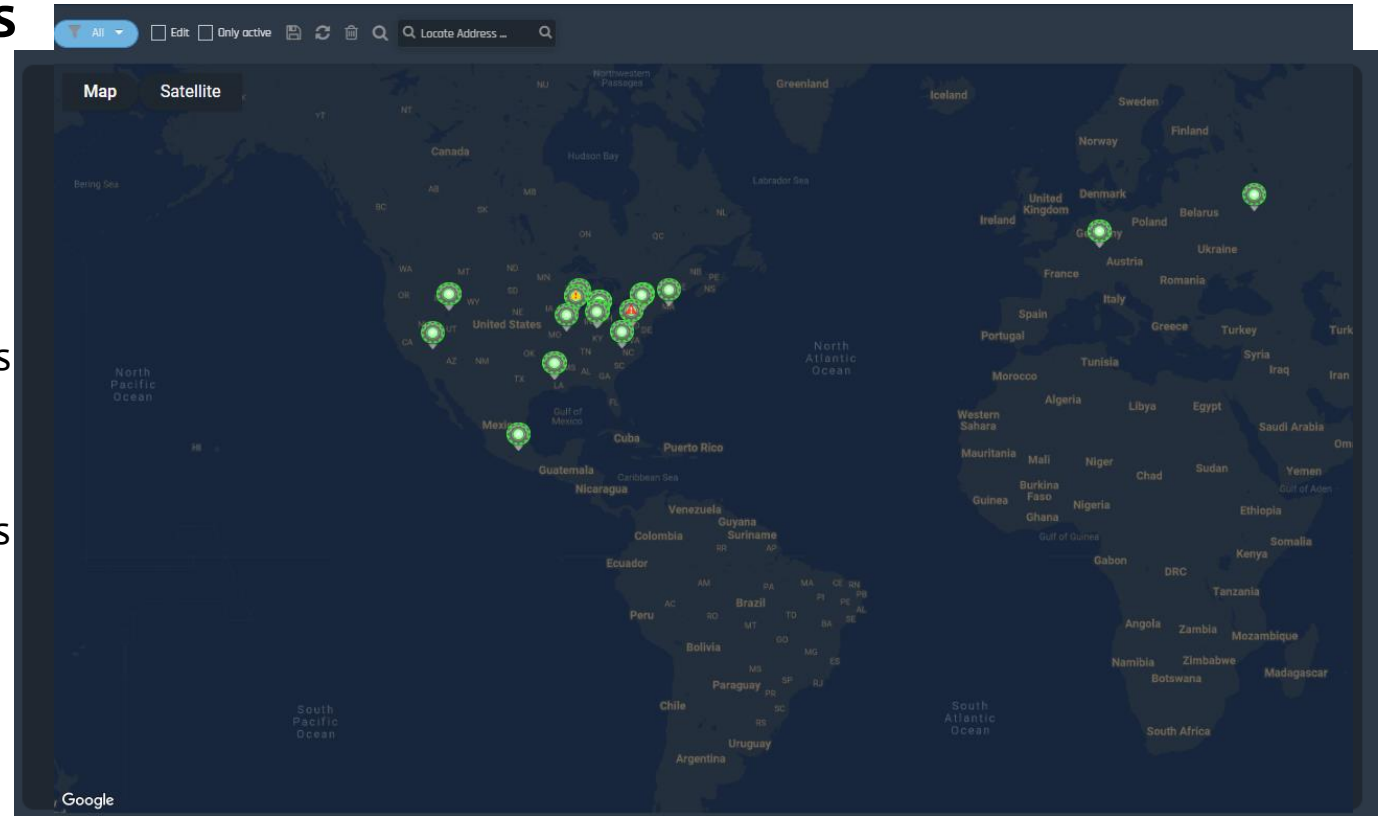 s
All
Edit
Only active
Locate Address ...
Map
Satellite
Northwestern
Passages
NU
Greenland
Iceland
Sweden
Finland
Norway
YT
NT
Canada
Hudson Bay
Bering Sea
AB
MB
Labrador Sea
BC
SK
NL
United
Kingdom
Denmark
Ireland
Poland
Belarus
ON
QC
Ukraine
Austria
WA
MT
ND
MN
NB
PE
NS
France
Romania
OR
WY
SD
Italy
NE
IA
Spain
UT
United States
MO
KY
VA
DE
Portugal
Greece
Turkey
Turk
CA
s
North
Atlantic
Ocean
Syria
Iraq
Iran
Tunisia
AZ
NM
OK
TN
NC
SC
AL
GA
Morocco
North
Pacific
Ocean
TX
LA
FL
Algeria
Libya
Egypt
Gulf of
Mexico
Western
Sahara
Saudi Arabia
Cuba
Puerto Rico
HI
Om
Mauritania
Mali
Niger
Chad
Sudan
Yemen
Guatemala
Caribbean Sea
Nicaragua
Burkina
Faso
Gulf of Aden
Guinea
Nigeria
Ethiopia
Venezuela
Guyana
Suriname
Ghana
s
Colombia
Gulf of Guinea
Somalia
RR
AP
Kenya
Ecuador
Gabon
DRC
AM
PA
MA
CE
RN
PB
PI
PE
AL
SE
Tanzania
AC
Brazil
Peru
RO
TO
BA
MT
Angola
Zambia
Mozambique
Bolivia
GO
MG
ES
Namibia
Zimbabwe
Botswana
Madagascar
MS
Paraguay
SP
RJ
PR
Chile
SC
South
Pacific
Ocean
South
Atlantic
Ocean
RS
South Africa
Uruguay
Argentina
Google